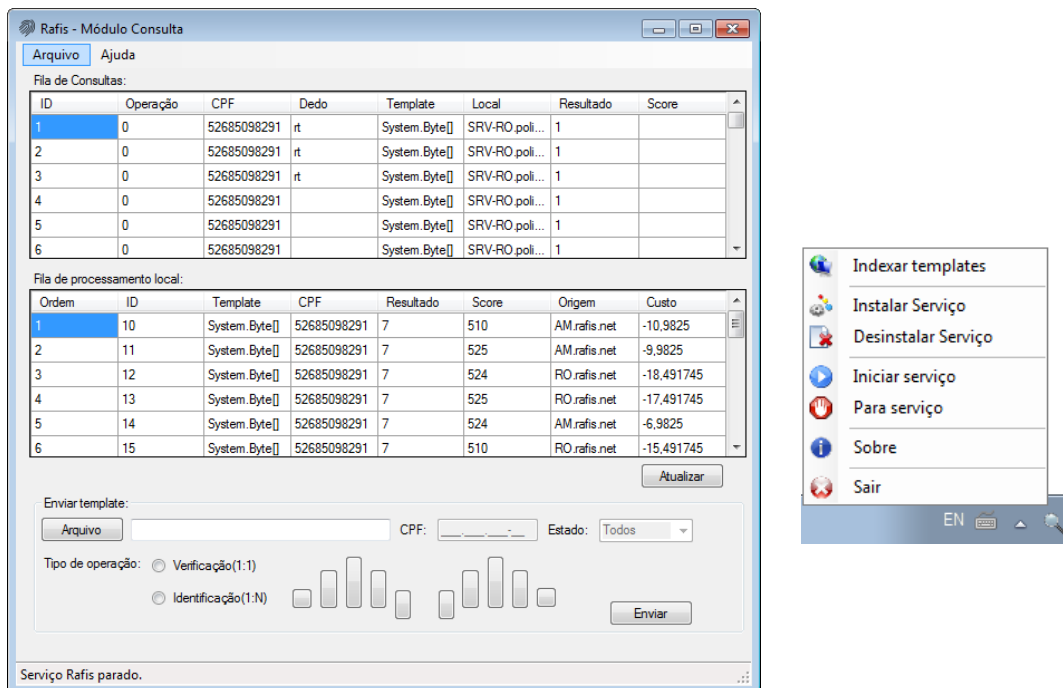 Rafis - Módulo Consulta
Arquivo Ajuda
Fila de Consultas:
ID Operação CPF Dedo Template Local Resultado Score
1 0 52685098291 rt System.Byte[] SRV-RO.poli... 1
2 0 52685098291 rt System.Byte[] SRV-RO.poli... 1
3 0 52685098291 rt System.Byte[] SRV-RO.poli... 1
4 0 52685098291 System.Byte[] SRV-RO.poli... 1
5 0 52685098291 System.Byte[] SRV-RO.poli... 1
6 0 52685098291 System.Byte[] SRV-RO.poli... 1
Fila de processamento local:
Ordem ID Template CPF Resultado Score Origem Custo
1 10 System.Byte[] 52685098291 7 510 AM.rafis.net -10,9825
2 11 System.Byte[] 52685098291 7 525 AM.rafis.net -9,9825
3 12 System.Byte[] 52685098291 7 524 RO.rafis.net -18,491745
4 13 System.Byte[] 52685098291 7 525 RO.rafis.net -17,491745
5 14 System.Byte[] 52685098291 7 524 AM.rafis.net -6,9825
6 15 System.Byte[] 52685098291 7 510 RO.rafis.net -15,491745
Atualizar
Enviar template:
Arquivo CPF: ___.___.___-__ Estado: Todos
Tipo de operação: Verificação(1:1)
Identificação(1:N)
Enviar
Serviço Rafis parado.
Indexar templates
Instalar Serviço
Desinstalar Serviço
Iniciar serviço
Para serviço
Sobre
Sair
EN